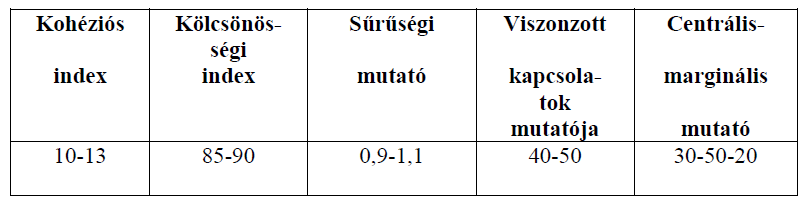 Kohéziós
index
Kölcsönös-
ségi
index
Sűrűségi
mutató
Viszonzott
kapcsola-
tok
mutatója
Centrális-
marginális
mutató
10-13
85-90
0,9-1,1
40-50
30-50-20